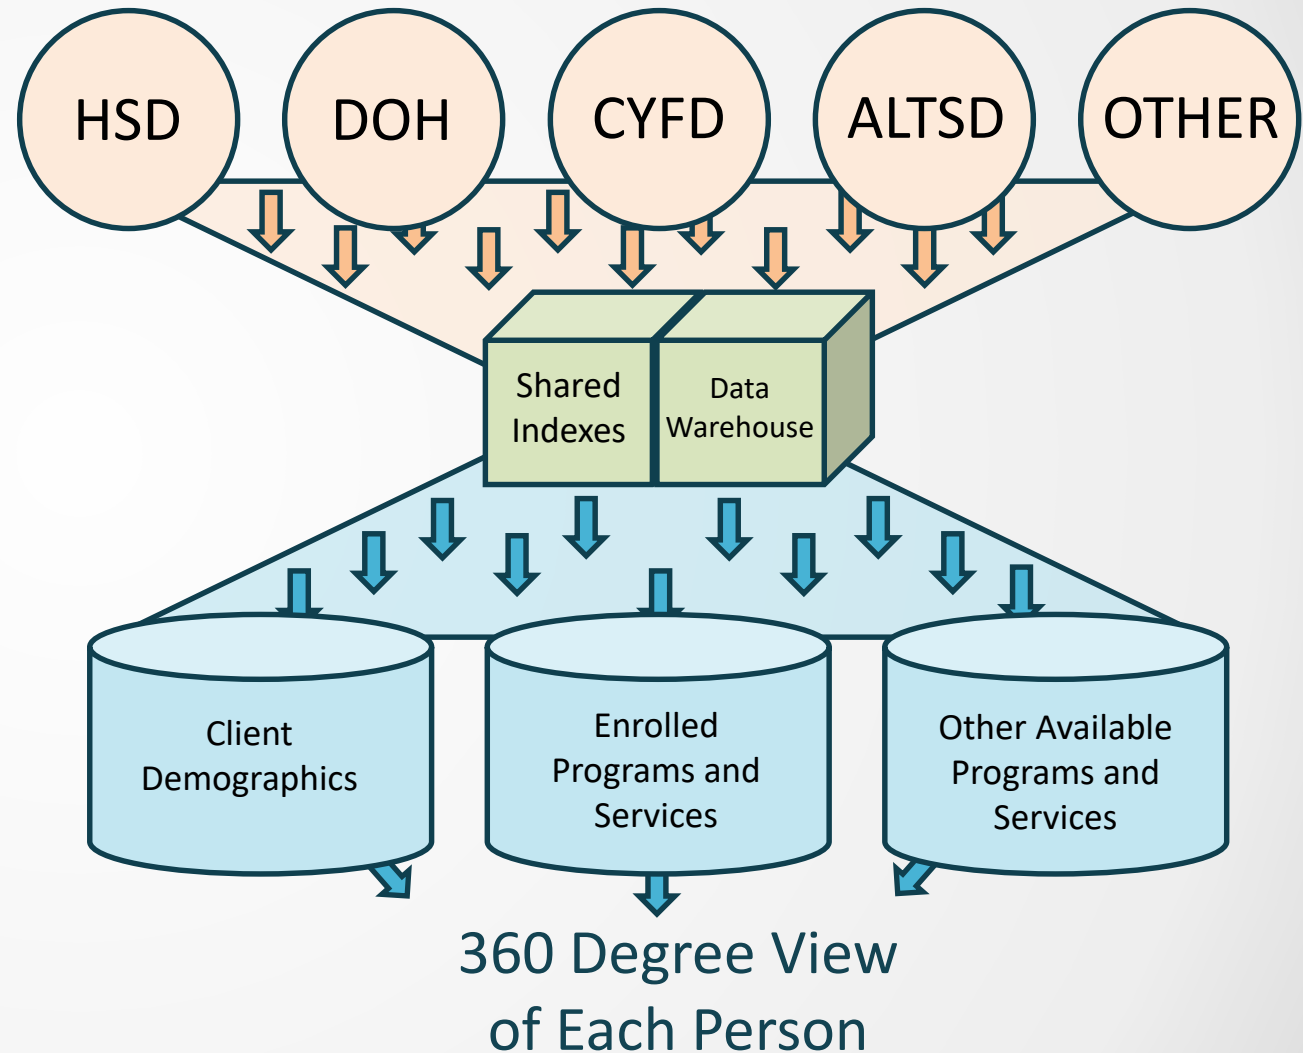 HSD
DOH
CYFD
ALTSD
OTHER
Shared
Indexes
Data
Warehouse
Client
Demographics
Enrolled
Programs and
Services
Other Available
Programs and
Services
360 Degree View
of Each Person